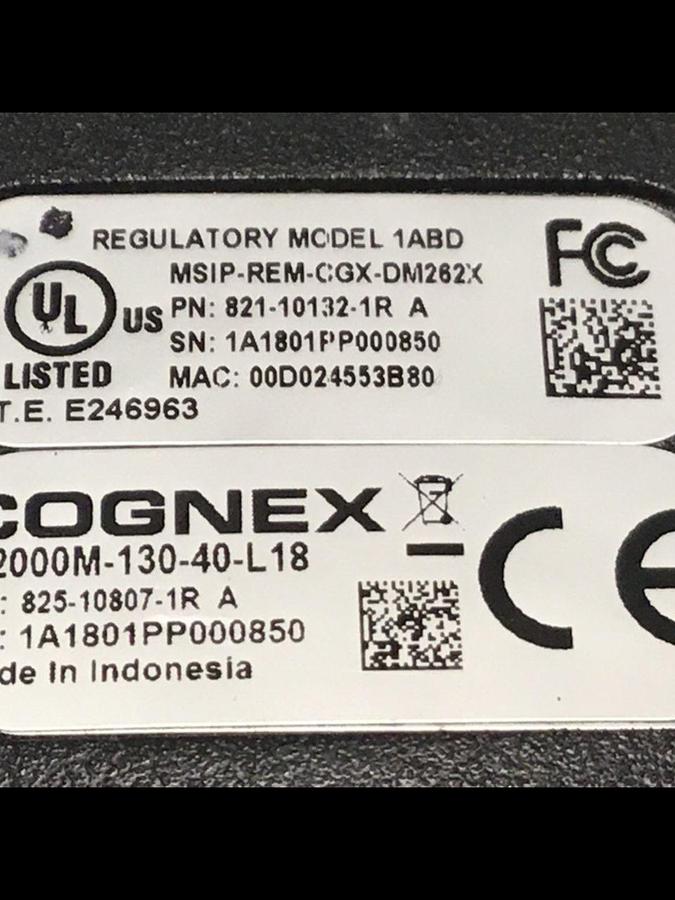 REGULATORY MODEL 1ABD
FC
MSIP-REM-CGX-DM262X
UL US
PN: 821-10132-1R A
SN: 1A1801PP000850
LISTED
MAC: 00D024553B80
T.E. E246963
COGNEX
2000M-130-40-L18
CE
: 825-10807-1R A
: 1A1801PP000850
de In Indonesia